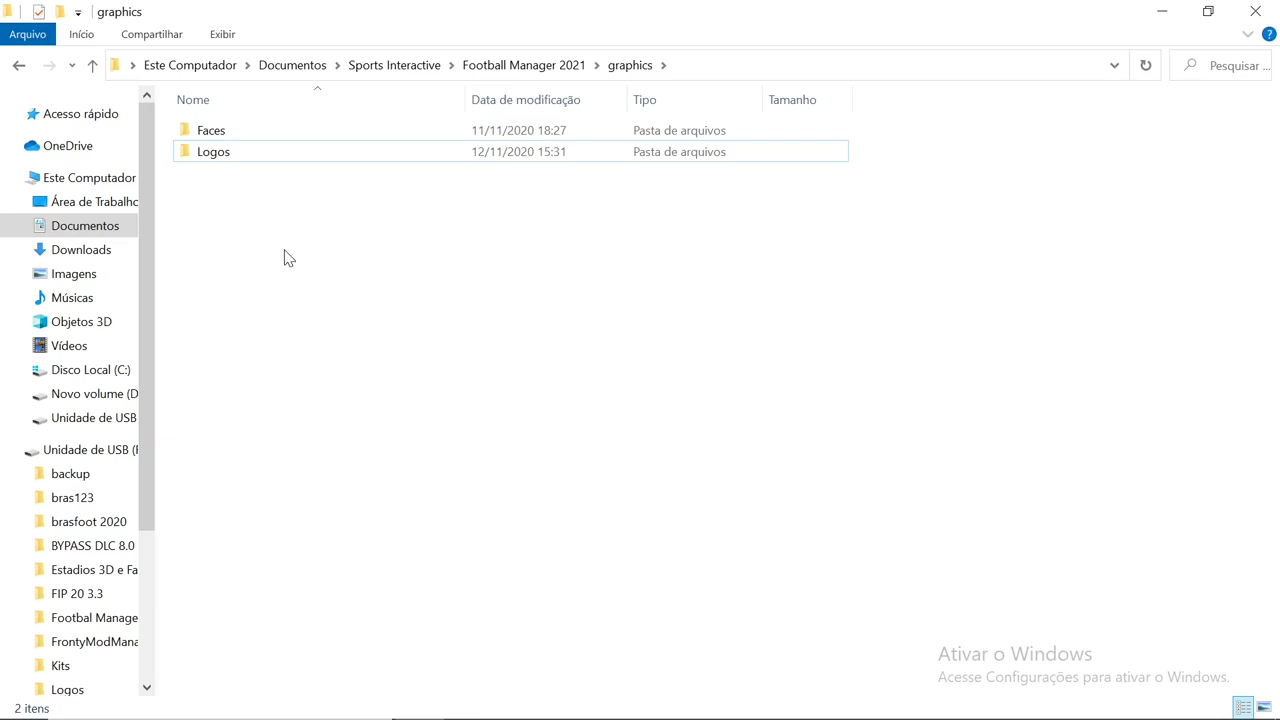 graphics
Arquivo Início Compartilhar Exibir
Este Computador Documentos Sports Interactive Football Manager 2021 graphics Pesquisar ...
Nome Data de modificação Tipo Tamanho
Faces 11/11/2020 18:27 Pasta de arquivos
Logos 12/11/2020 15:31 Pasta de arquivos
Acesso rápido
OneDrive
Este Computador
Área de Trabalho
Documentos
Downloads
Imagens
Músicas
Objetos 3D
Vídeos
Disco Local (C:)
Novo volume (D
Unidade de USB
Unidade de USB (
backup
bras123
brasfoot 2020
BYPASS DLC 8.0
Estadios 3D e Fa
FIP 20 3.3
Footbal Manage
FrontyModMana
Kits
Logos
Ativar o Windows
Acesse Configurações para ativar o Windows.
2 itens